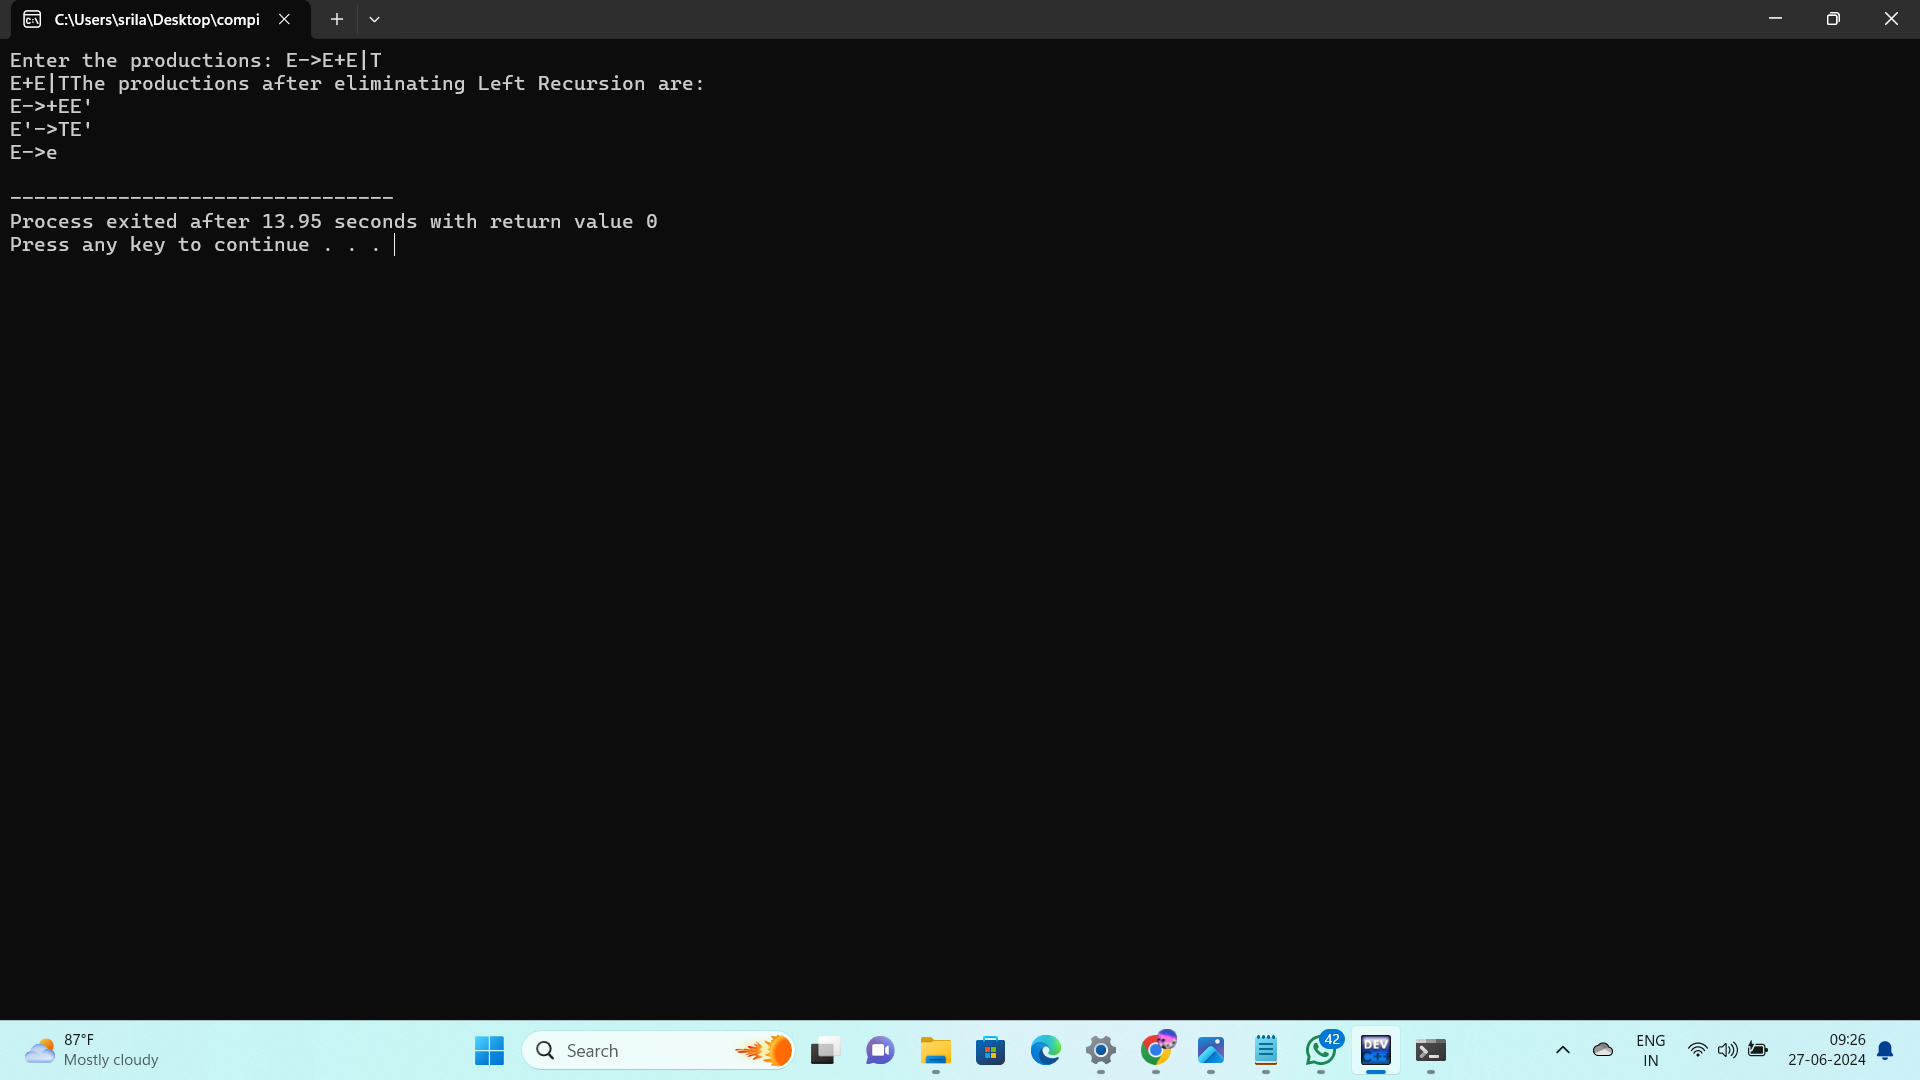 C:\Users\srila\Desktop\compi
Enter the productions: E->E+E|T
E+E|TThe productions after eliminating Left Recursion are:
E->+EE'
E'->TE'
E->e
--------------------------------
Process exited after 13.95 seconds with return value 0
Press any key to continue . . .
87°F
Mostly cloudy
Search
42
DEV
C++
ENG
IN
09:26
27-06-2024